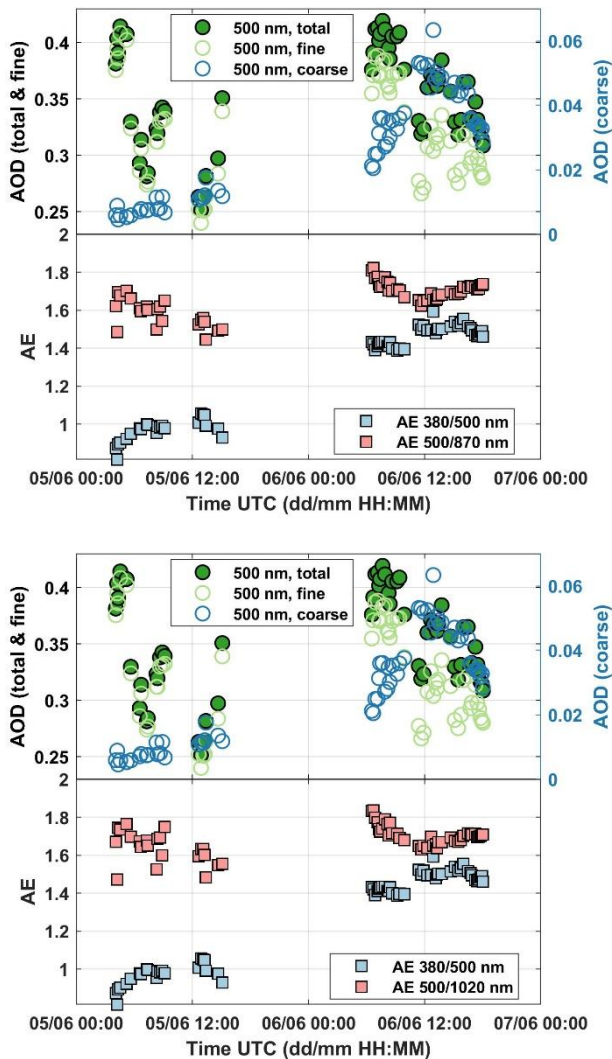 500 nm, total
500 nm, fine
500 nm, coarse
AOD (total & fine)
0.4
0.35
0.3
0.25
AOD (coarse)
0.06
0.04
0.02
0
AE
2
1.8
1.6
1.4
1.2
1
AE 380/500 nm
AE 500/870 nm
05/06 00:00 05/06 12:00 06/06 00:00 06/06 12:00 07/06 00:00
Time UTC (dd/mm HH:MM)
500 nm, total
500 nm, fine
500 nm, coarse
AOD (total & fine)
0.4
0.35
0.3
0.25
AOD (coarse)
0.06
0.04
0.02
0
AE
2
1.8
1.6
1.4
1.2
1
AE 380/500 nm
AE 500/1020 nm
05/06 00:00 05/06 12:00 06/06 00:00 06/06 12:00 07/06 00:00
Time UTC (dd/mm HH:MM)